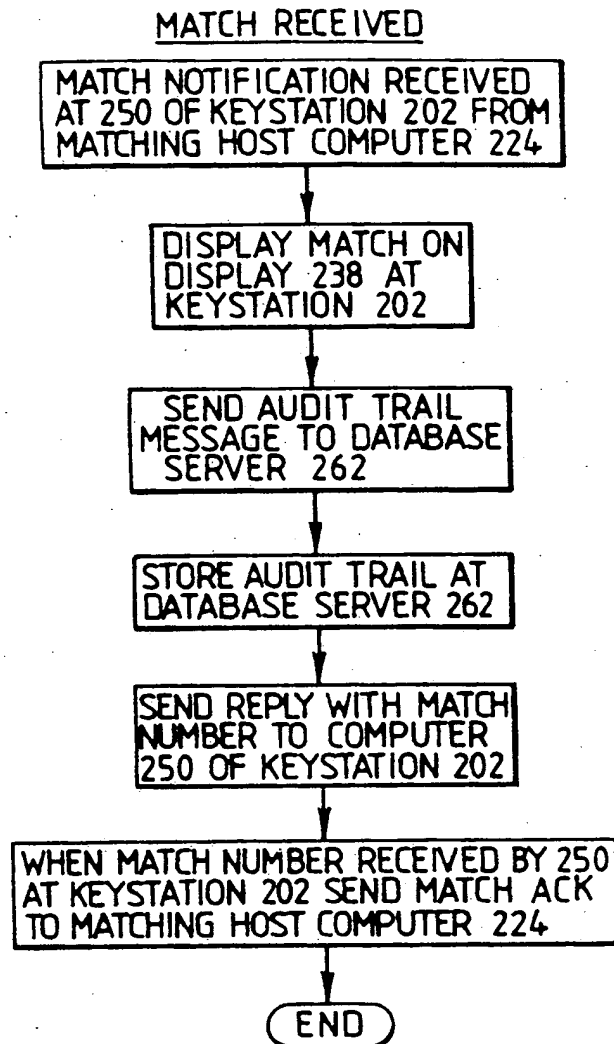 MATCH RECEIVED
MATCH NOTIFICATION RECEIVED
AT 250 OF KEYSTATION 202 FROM
MATCHING HOST COMPUTER 224
DISPLAY MATCH ON
DISPLAY 238 AT
KEYSTATION 202
SEND AUDIT TRAIL
MESSAGE TO DATABASE
SERVER 262
STORE AUDIT TRAIL AT
DATABASE SERVER 262
SEND REPLY WITH MATCH
NUMBER TO COMPUTER
250 OF KEYSTATION 202
WHEN MATCH NUMBER RECEIVED BY 250
AT KEYSTATION 202 SEND MATCH ACK
TO MATCHING HOST COMPUTER 224
END